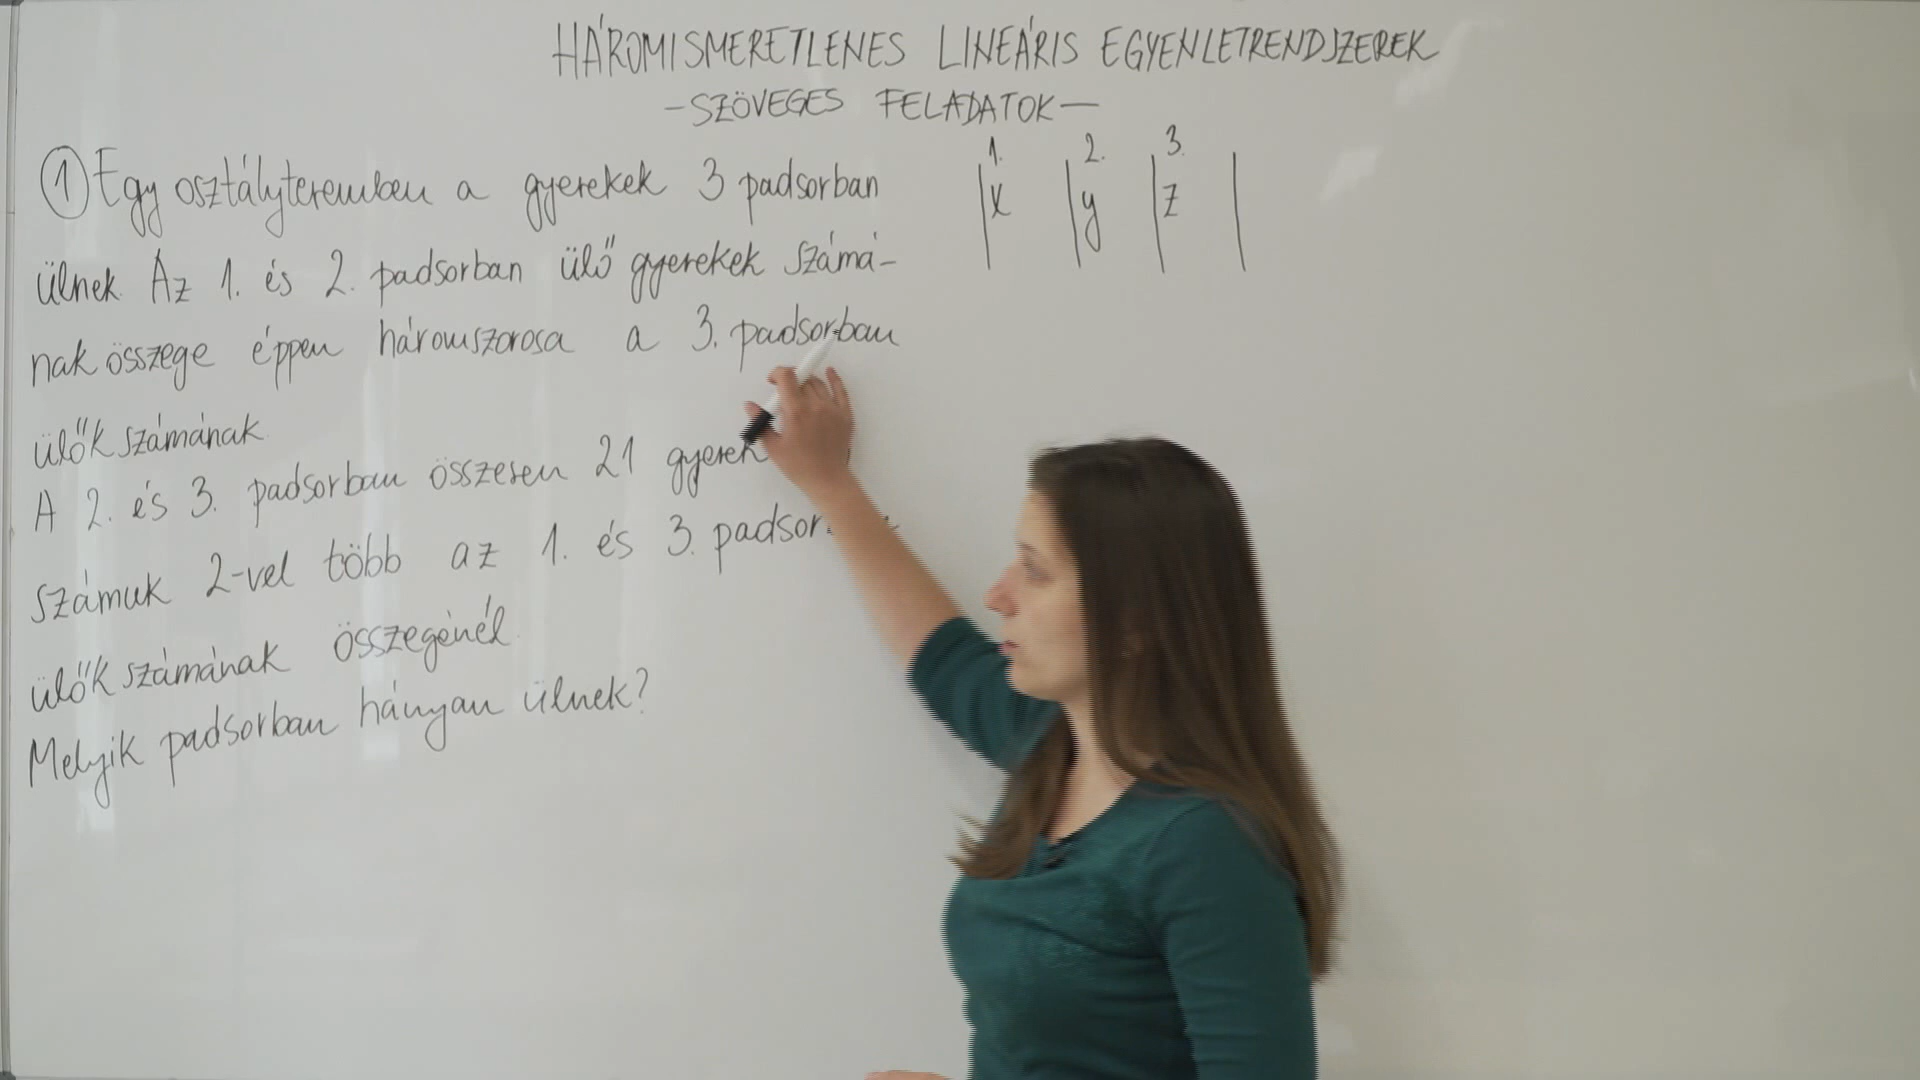 HÁROMISMERETLENES LINEÁRIS EGYENLETRENDSZEREK
-SZÖVEGES FELADATOK-
1. 2. 3.
x y z
① Egy osztályteremben a gyerekek 3 padsorban
ülnek. Az 1. és 2. padsorban ülő gyerekek számá-
nak összege éppen háromszorosa a 3. padsorban
ülők számának
A 2. és 3. padsorban összesen 21 gyerek
számuk 2-vel több az 1. és 3.
ülők számának összegénél.
Melyik padsorban hányan ülnek?